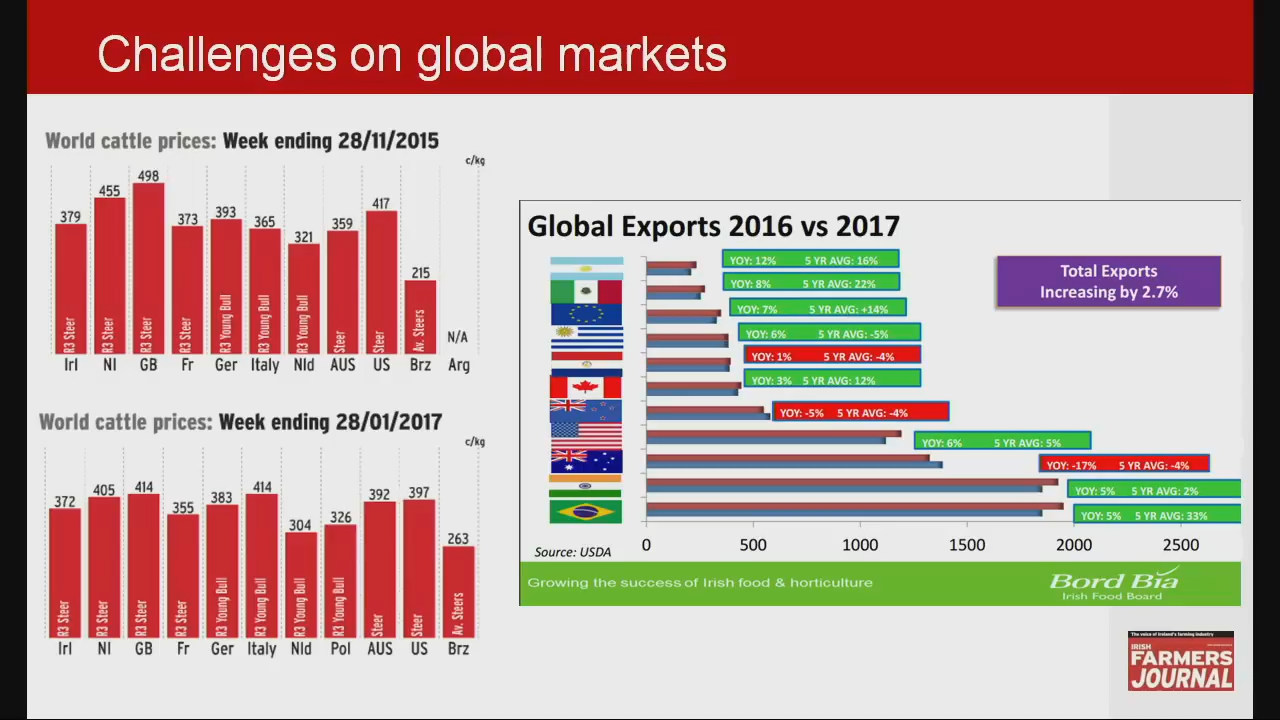 Challenges on global markets
World cattle prices: Week ending 28/11/2015
c/kg
379 455 498 373 393 365 321 359 417 215 N/A
R3 Steer R3 Steer R3 Steer R3 Steer R3 Young Bull R3 Young Bull R3 Young Bull Steer Steer Av. Steers
Irl NI GB Fr Ger Italy Nld AUS US Brz Arg
World cattle prices: Week ending 28/01/2017
c/kg
372 405 414 355 383 414 304 326 392 397 263
R3 Steer R3 Steer R3 Steer R3 Steer R3 Young Bull R3 Young Bull R3 Young Bull R3 Young Bull Steer Steer Av. Steers
Irl NI GB Fr Ger Italy Nld Pol AUS US Brz
Global Exports 2016 vs 2017
YOY: 12% 5 YR AVG: 16%
YOY: 8% 5 YR AVG: 22%
YOY: 7% 5 YR AVG: +14%
YOY: 6% 5 YR AVG: -5%
YOY: 1% 5 YR AVG: -4%
YOY: 3% 5 YR AVG: 12%
YOY: -5% 5 YR AVG: -4%
YOY: 6% 5 YR AVG: 5%
YOY: -17% 5 YR AVG: -4%
YOY: 5% 5 YR AVG: 2%
YOY: 5% 5 YR AVG: 33%
Total Exports
Increasing by 2.7%
Source: USDA
0 500 1000 1500 2000 2500
Growing the success of Irish food & horticulture
Bord Bia
Irish Food Board
The voice of Ireland's farming industry
IRISH
FARMERS
JOURNAL